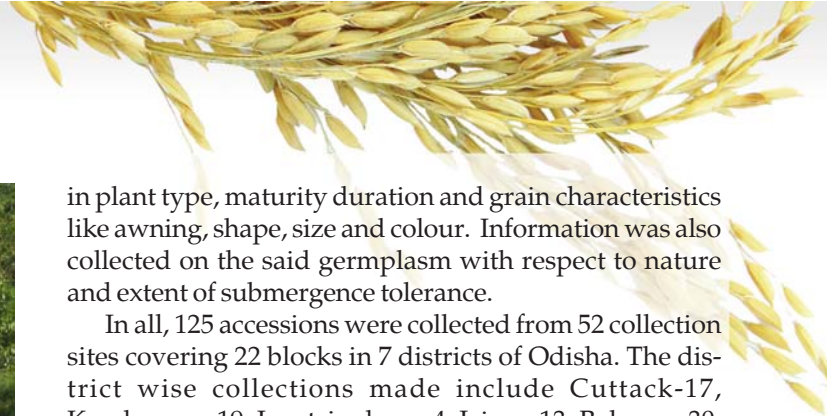 in plant type, maturity duration and grain characteristics
like awning, shape, size and colour. Information was also
collected on the said germplasm with respect to nature
and extent of submergence tolerance.
In all, 125 accessions were collected from 52 collection
sites covering 22 blocks in 7 districts of Odisha. The dis-
trict wise collections made include Cuttack-17,